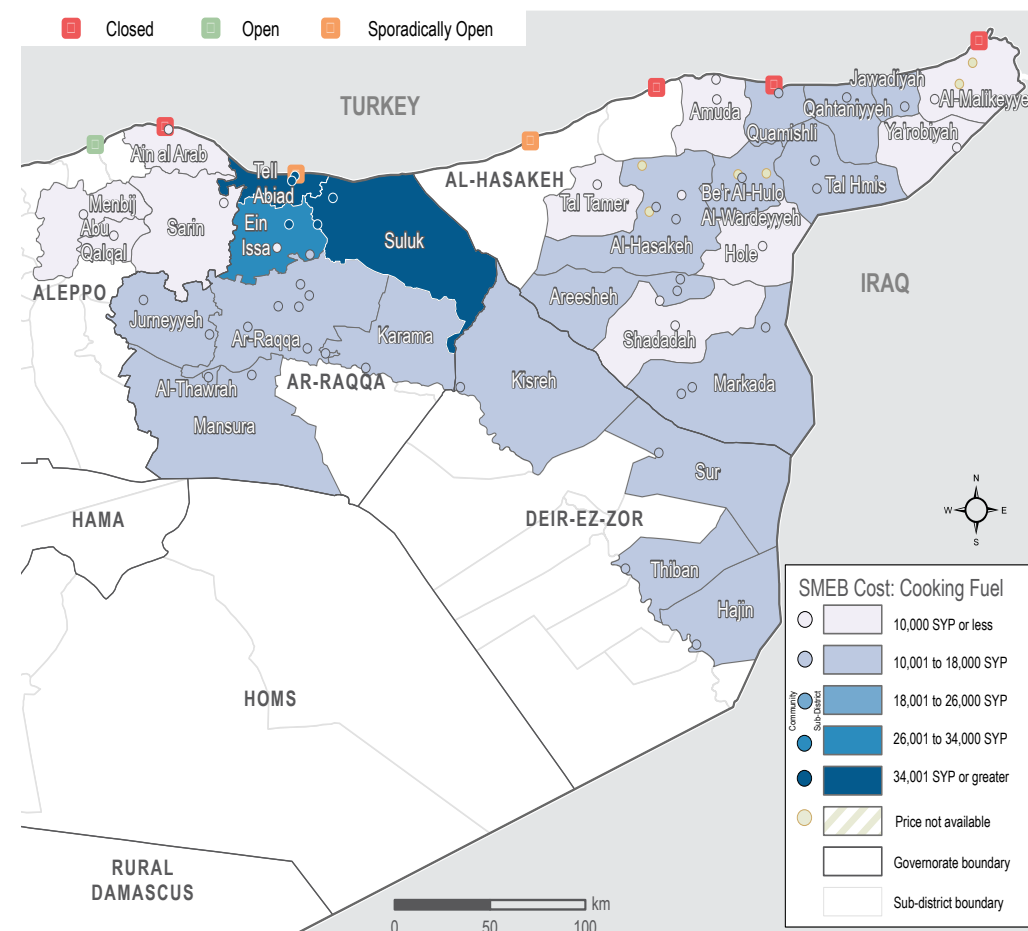 Closed
Open
Sporadically Open
TURKEY
Jawadiyah
Qahtaniyyeh
Al-Malikeyye
Amuda
Quamishli
Ya'robiyah
Ain al Arab
Tell
Abiad
AL-HASAKEH
Tal Tamer
Be'r Al-Hulo
Al-Wardeyyeh
Tal Hmis
Menbij
Abu
Qalqal
Sarin
Ein
Issa
Suluk
Al-Hasakeh
Hole
IRAQ
ALEPPO
Jurneyyeh
Ar-Raqqa
Karama
Areesheh
Shadadah
AR-RAQQA
Kisreh
Markada
Al-Thawrah
Mansura
Sur
HAMA
DEIR-EZ-ZOR
Thiban
Hajin
HOMS
RURAL
DAMASCUS
N
W
E
S
SMEB Cost: Cooking Fuel
Community
Sub-District
10,000 SYP or less
10,001 to 18,000 SYP
18,001 to 26,000 SYP
26,001 to 34,000 SYP
34,001 SYP or greater
Price not available
Governorate boundary
Sub-district boundary
km
0 50 100